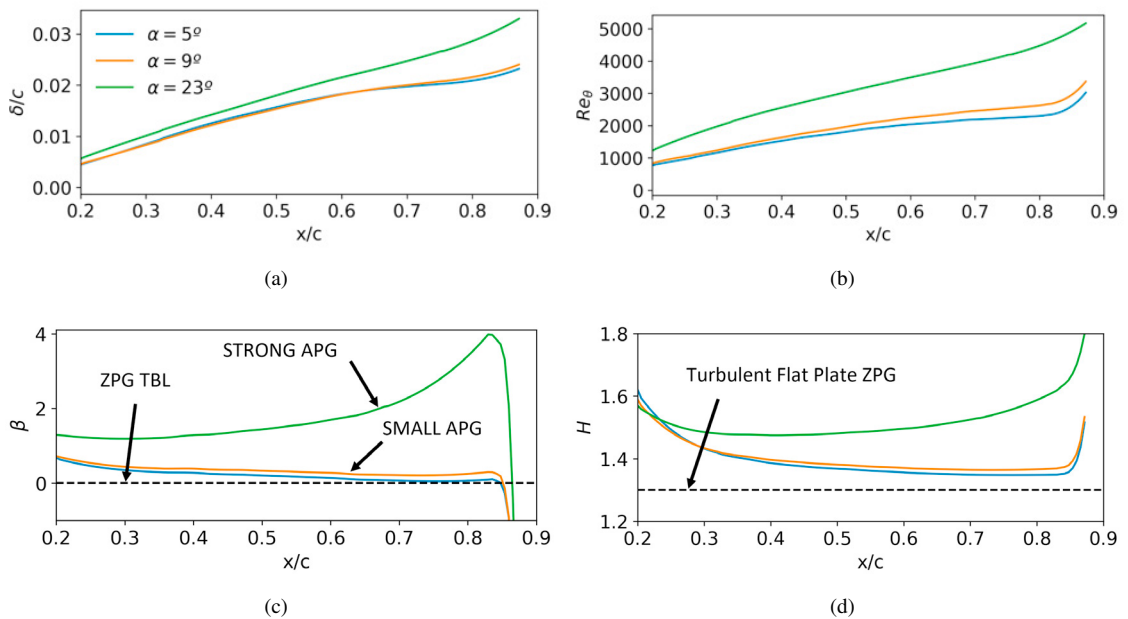 δ/c
0.03
0.02
0.01
0.00
α = 5º
α = 9º
α = 23º
0.2 0.3 0.4 0.5 0.6 0.7 0.8 0.9
x/c
(a)
Re_θ
5000
4000
3000
2000
1000
0
0.2 0.3 0.4 0.5 0.6 0.7 0.8 0.9
x/c
(b)
β
4
2
0
STRONG APG
ZPG TBL
SMALL APG
0.2 0.3 0.4 0.5 0.6 0.7 0.8 0.9
x/c
(c)
H
1.8
1.6
1.4
1.2
Turbulent Flat Plate ZPG
0.2 0.3 0.4 0.5 0.6 0.7 0.8 0.9
x/c
(d)